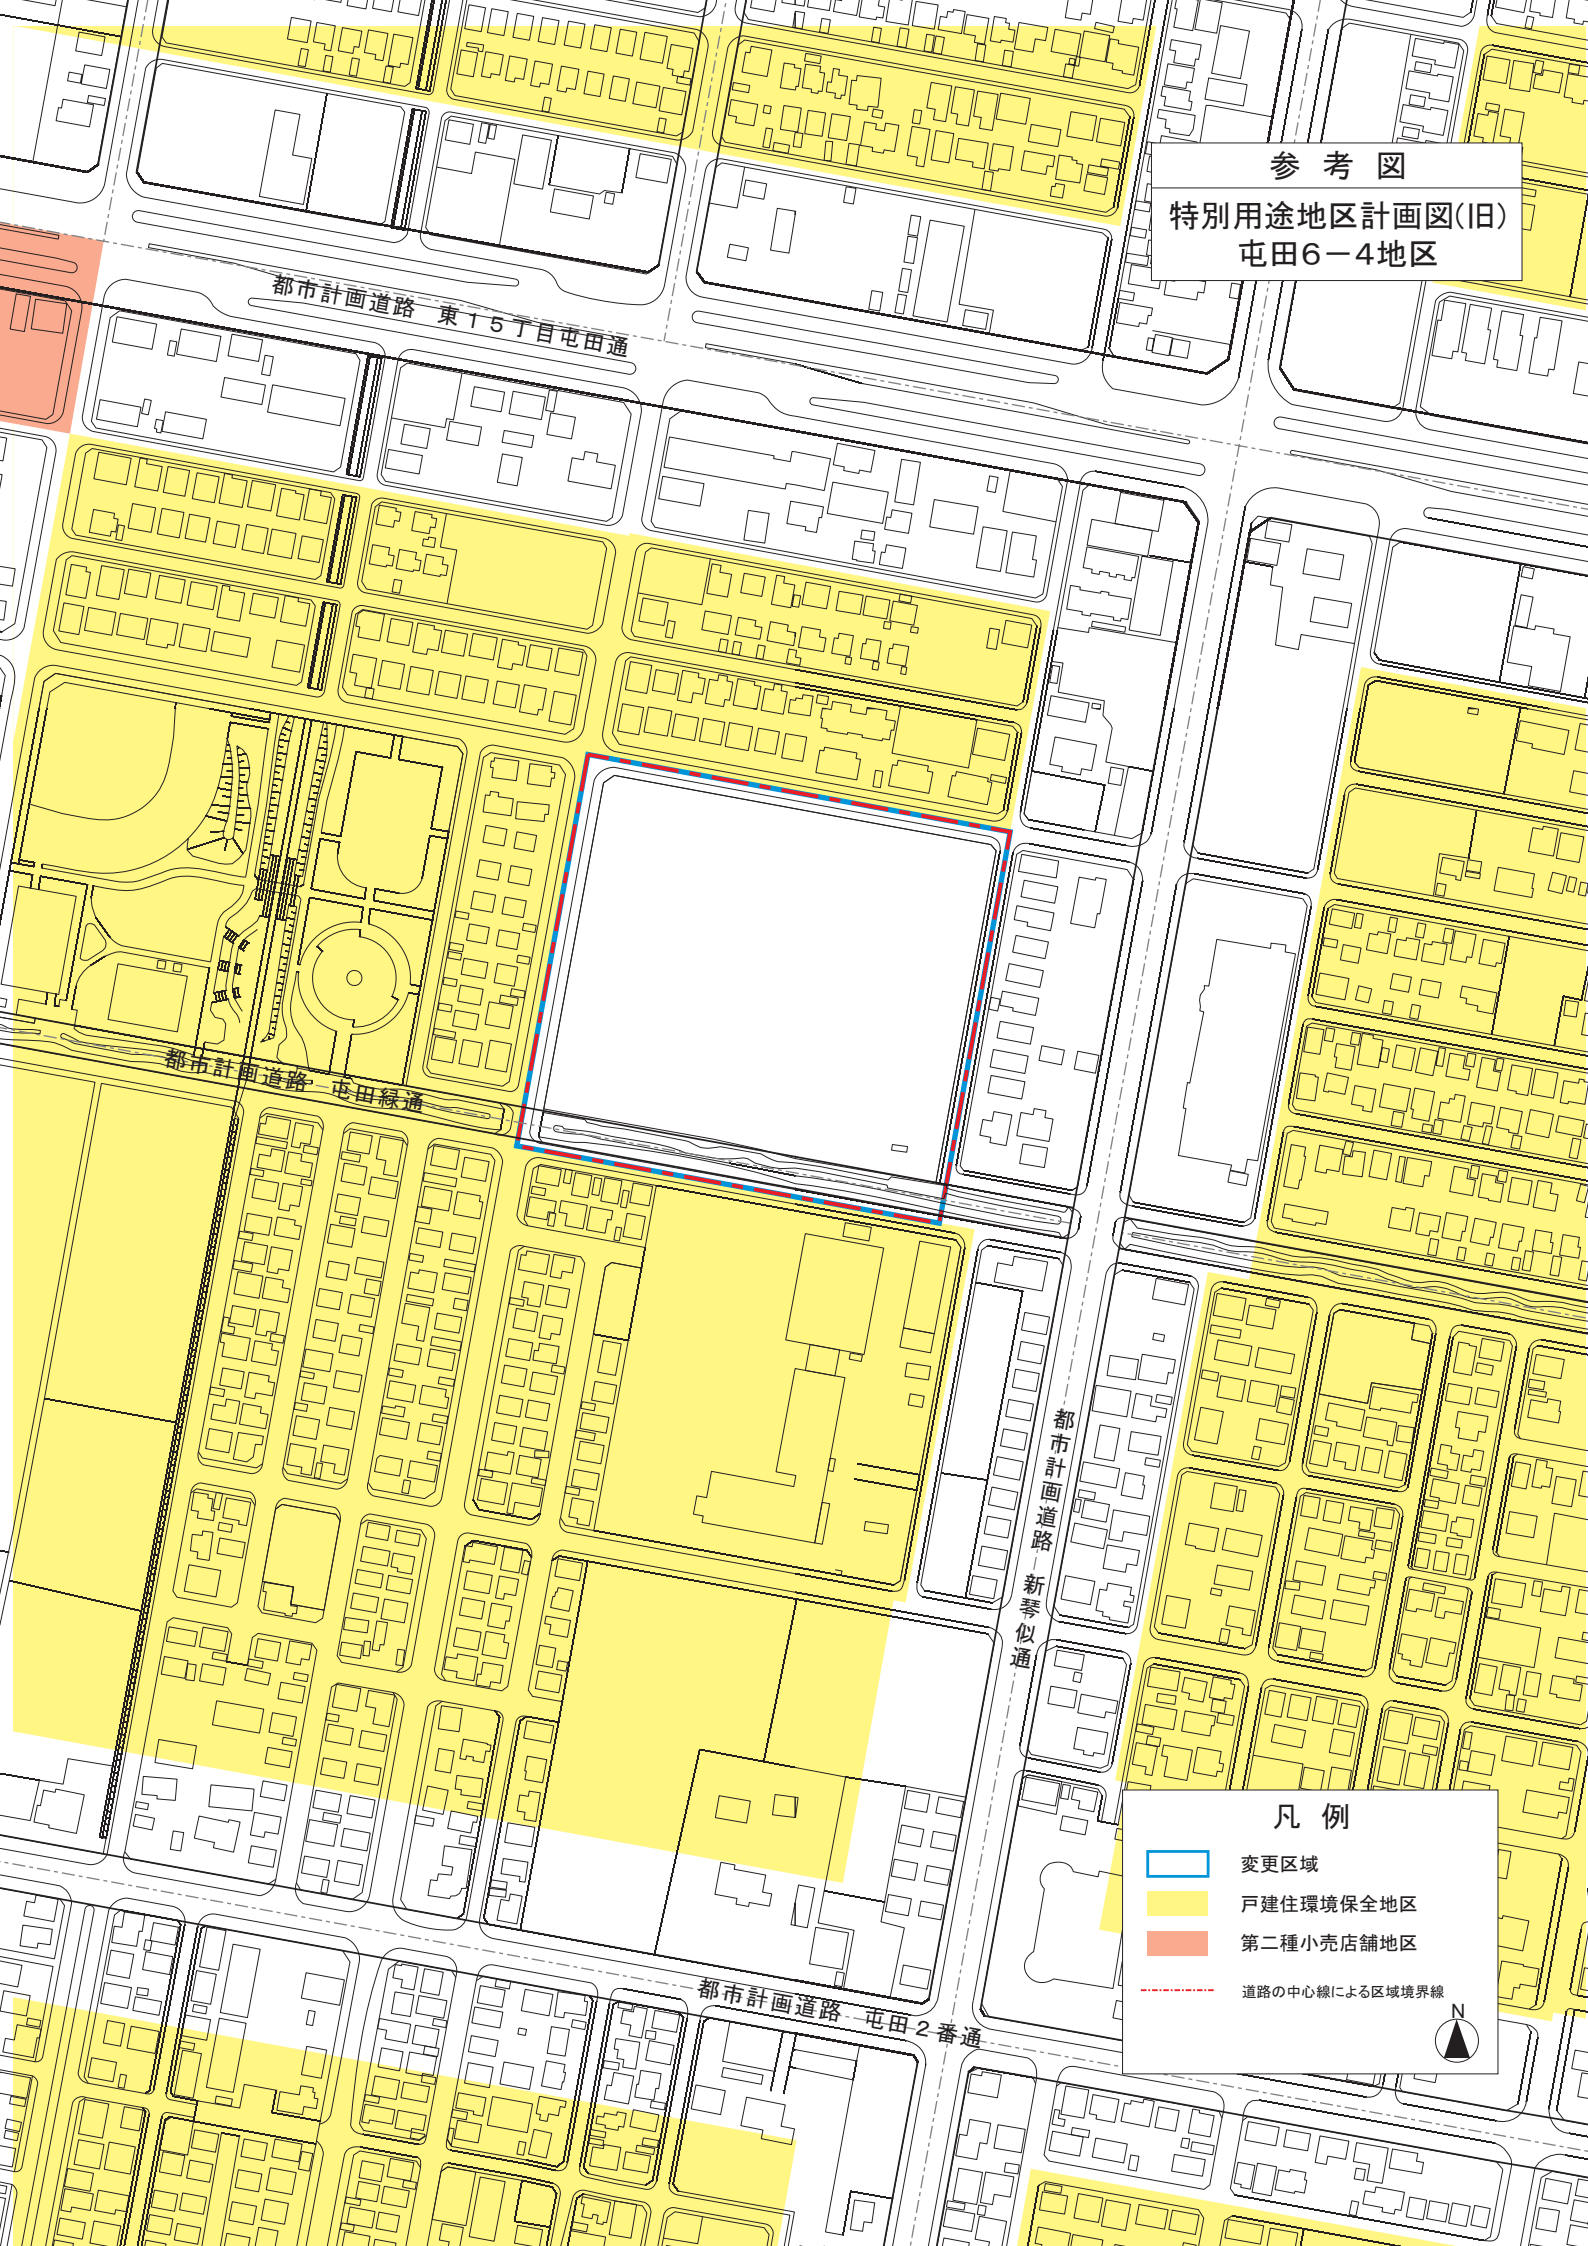 参考図
特別用途地区計画図(旧)
屯田6－4地区
都市計画道路　東15丁目屯田通
都市計画道路　屯田緑通
都市計画道路　新琴似通
都市計画道路　屯田2番通
凡例
変更区域
戸建住環境保全地区
第二種小売店舗地区
道路の中心線による区域境界線
N